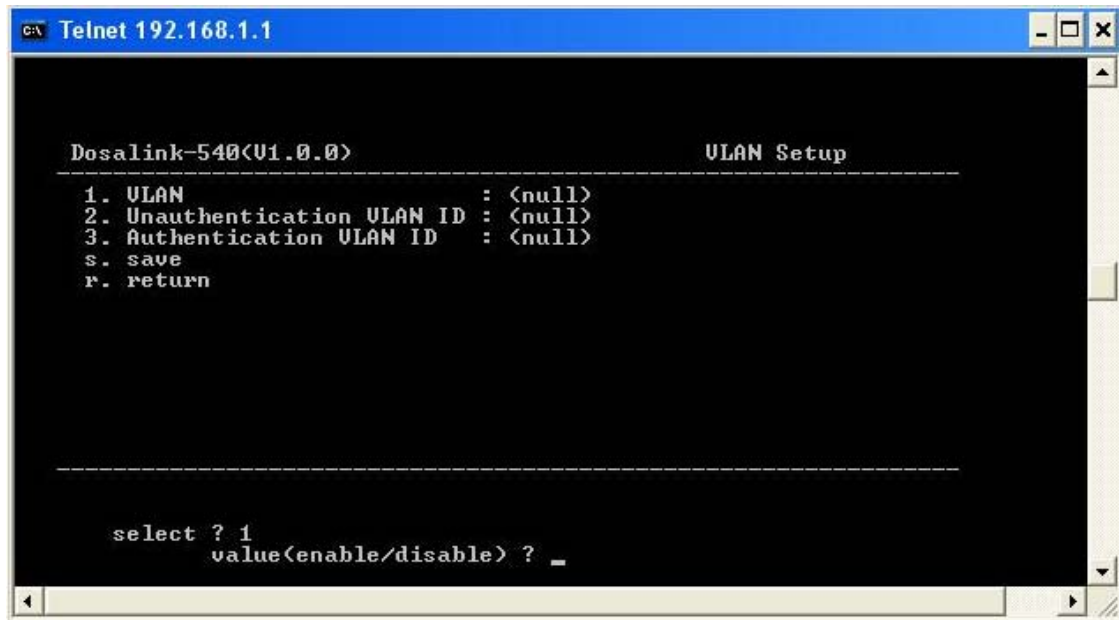 Telnet 192.168.1.1
Dosalink-540(V1.0.0) VLAN Setup
1. VLAN : (null)
2. Unauthentication VLAN ID : (null)
3. Authentication VLAN ID : (null)
s. save
r. return
select ? 1
value(enable/disable) ? _